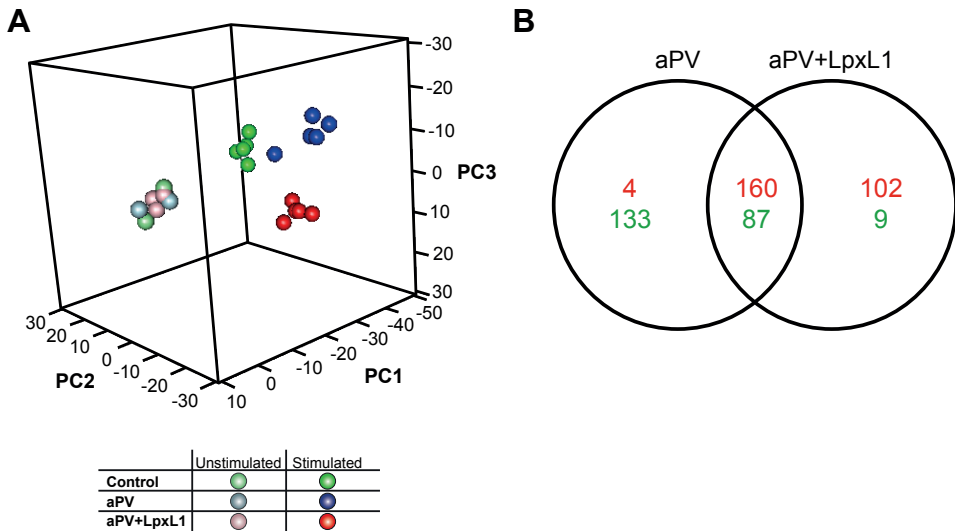 A
-30
-20
-10
0
10
20
30
PC3
30
20
10
0
-10
-20
-30
PC2
10
0
-10
-20
-30
-40
-50
PC1
Unstimulated Stimulated
Control
aPV
aPV+LpxL1
B
aPV aPV+LpxL1
4 160 102
133 87 9